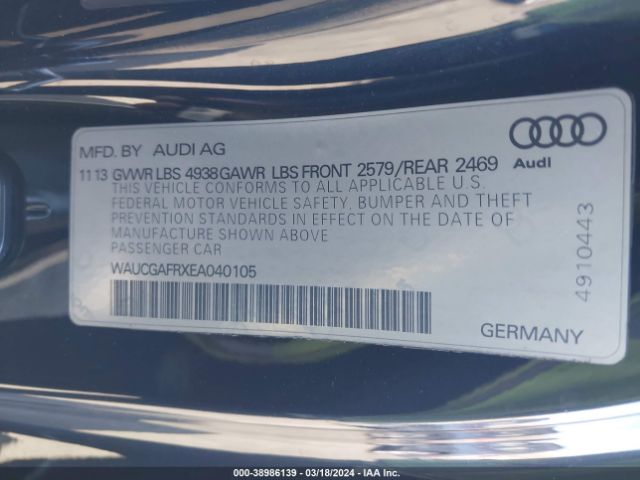 MFD. BY AUDI AG
11 13 GVWR LBS 4938 GAWR LBS FRONT 2579/REAR 2469
Audi
THIS VEHICLE CONFORMS TO ALL APPLICABLE U.S.
FEDERAL MOTOR VEHICLE SAFETY, BUMPER AND THEFT
PREVENTION STANDARDS IN EFFECT ON THE DATE OF
MANUFACTURE SHOWN ABOVE
PASSENGER CAR
WAUCGAFRXEA040105
4910443
GERMANY
000-38986139 - 03/18/2024 - IAA Inc.